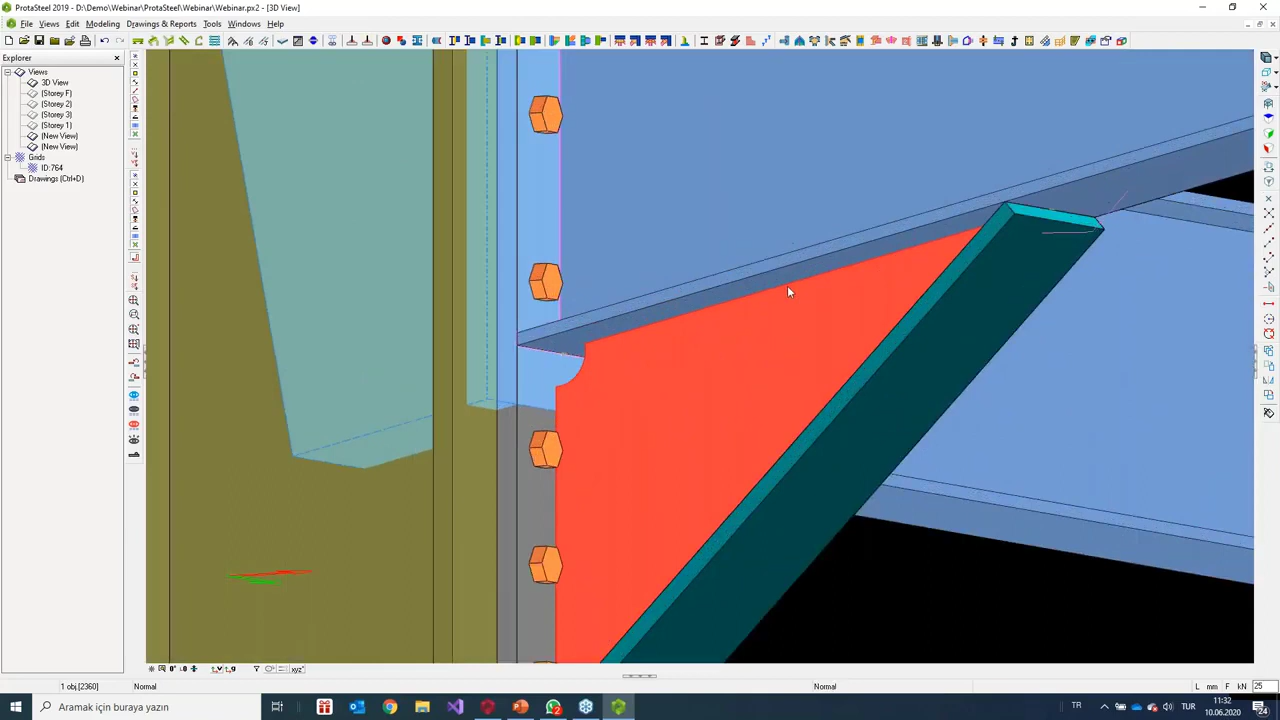 ProtaSteel 2019 - D:\Demo\Webinar\ProtaSteel\Webinar\Webinar.px2 - [3D View]
File Views Edit Modeling Drawings & Reports Tools Windows Help
Explorer
Views
3D View
(Storey F)
(Storey 2)
(Storey 3)
(Storey 1)
(New View)
(New View)
Grids
ID:764
Drawings (Ctrl+D)
1 obj.[2360] Normal Normal L mm F kN 25
Aramak için buraya yazın
TR TUR 11:32
10.06.2020
24